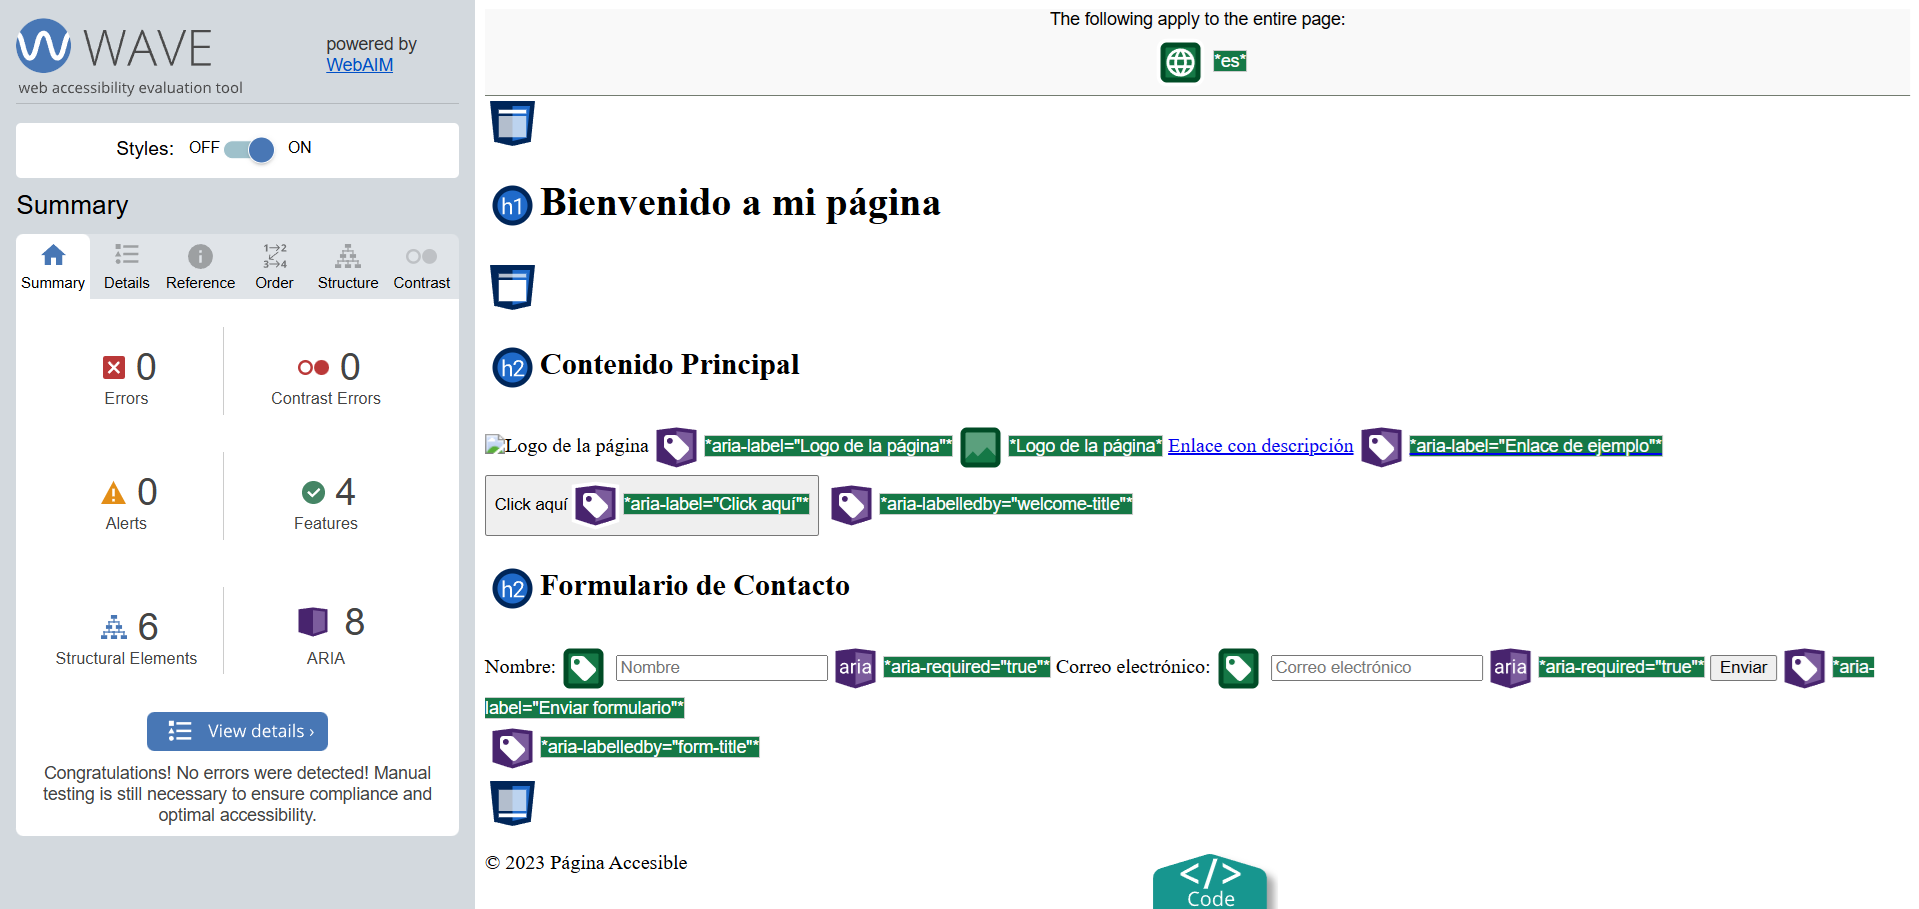 WAVE
powered by
WebAIM
web accessibility evaluation tool
Styles: OFF ON
Summary
Summary Details Reference Order Structure Contrast
0
Errors
0
Contrast Errors
0
Alerts
4
Features
6
Structural Elements
8
ARIA
View details ›
Congratulations! No errors were detected! Manual
testing is still necessary to ensure compliance and
optimal accessibility.
The following apply to the entire page:
*es*
h1 Bienvenido a mi página
h2 Contenido Principal
Logo de la página *aria-label="Logo de la página"* *Logo de la página* Enlace con descripción *aria-label="Enlace de ejemplo"*
Click aquí *aria-label="Click aquí"* *aria-labelledby="welcome-title"*
h2 Formulario de Contacto
Nombre: Nombre aria *aria-required="true"* Correo electrónico: Correo electrónico aria *aria-required="true"* Enviar *aria-
label="Enviar formulario"*
*aria-labelledby="form-title"*
© 2023 Página Accesible
</>
Code